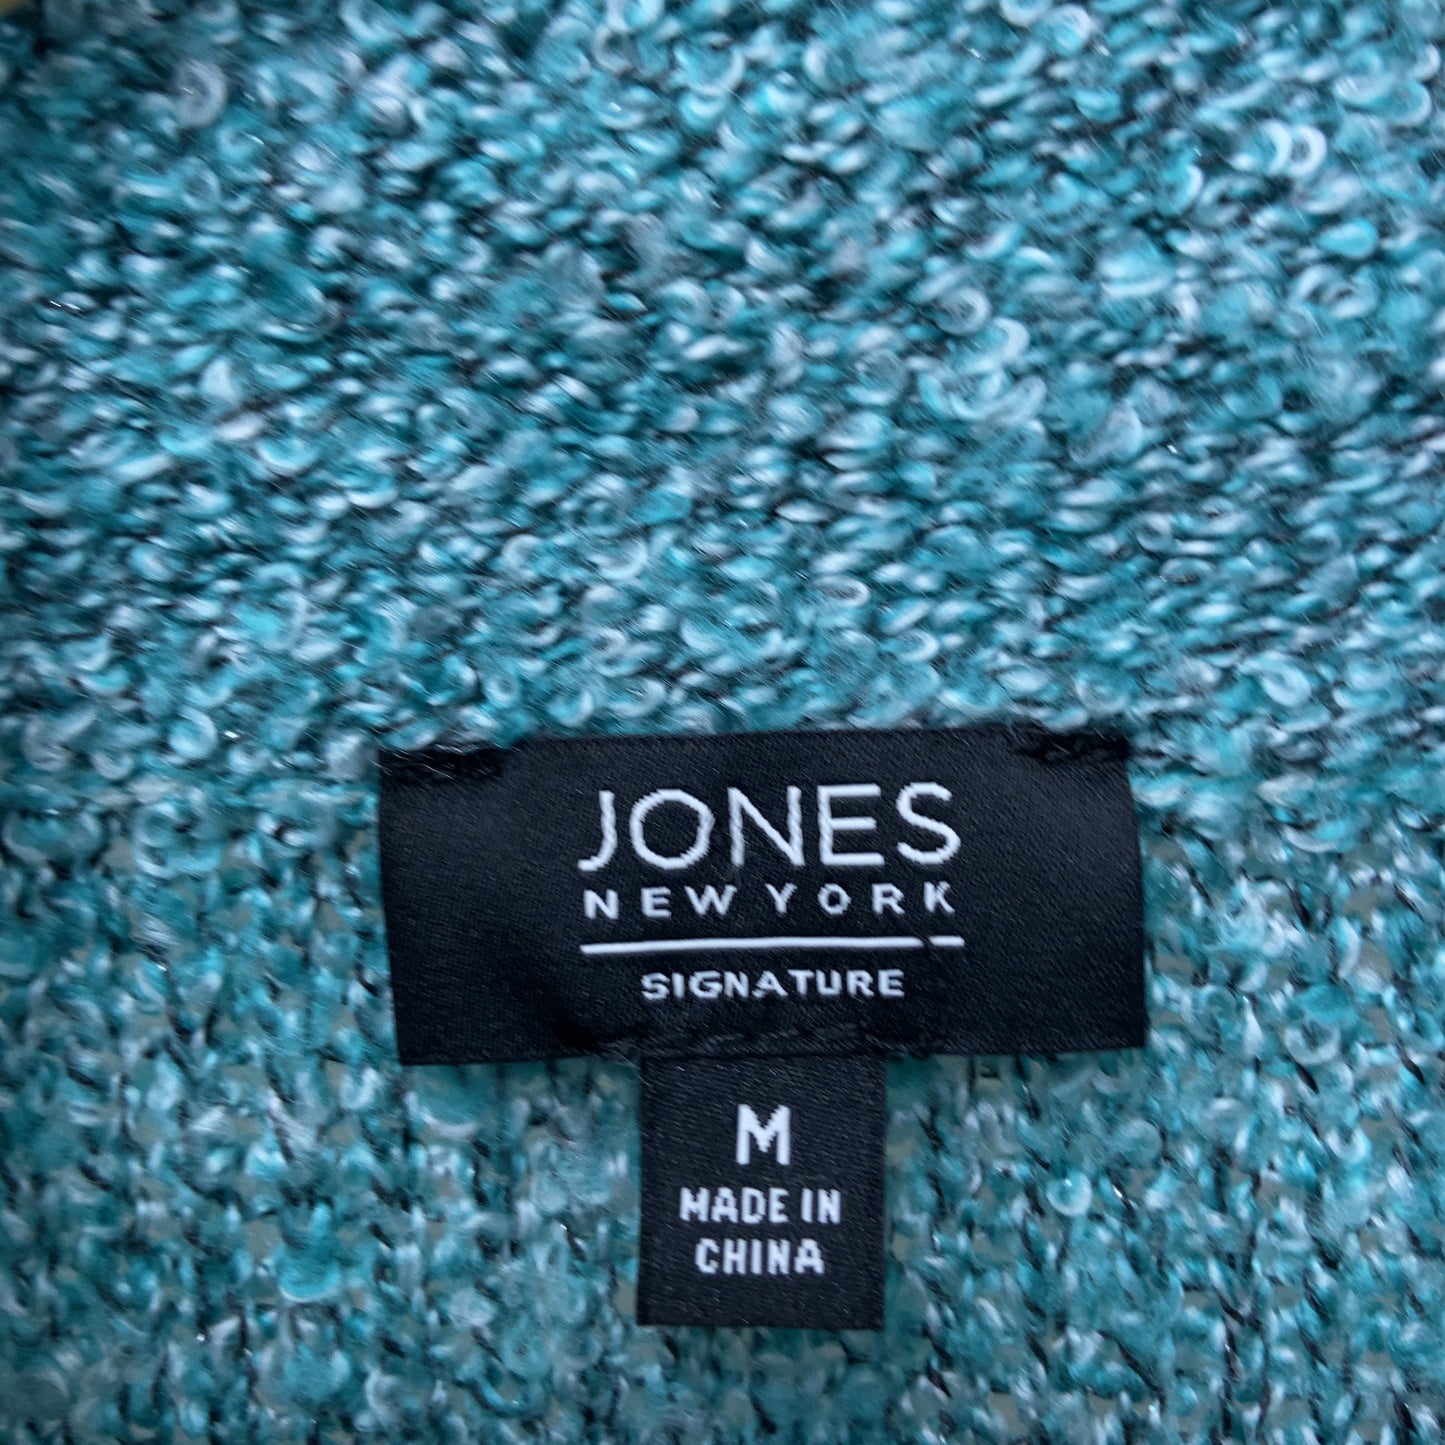 JONES
NEW YORK
SIGNATURE
M
MADE IN
CHINA